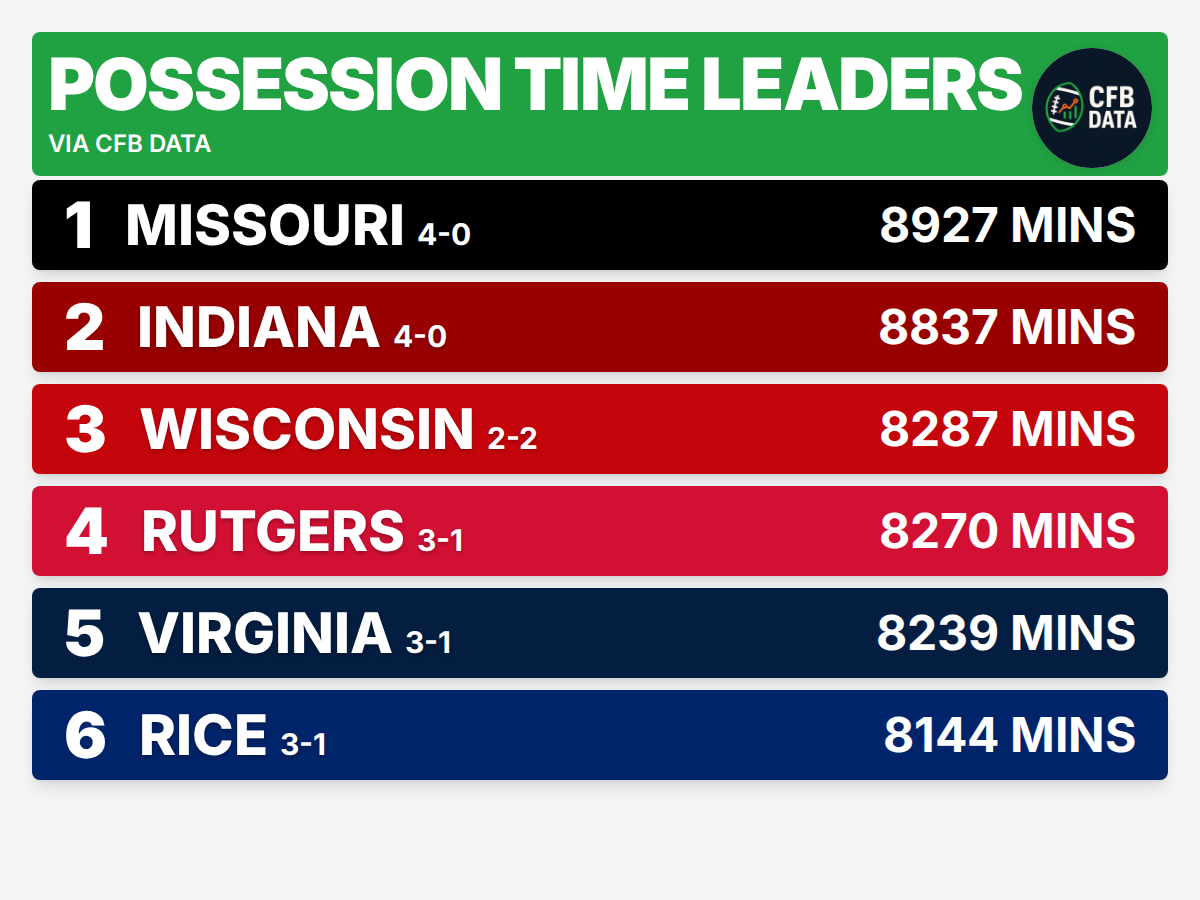 POSSESSION TIME LEADERS
VIA CFB DATA
CFB
DATA
1 MISSOURI 4-0 8927 MINS
2 INDIANA 4-0 8837 MINS
3 WISCONSIN 2-2 8287 MINS
4 RUTGERS 3-1 8270 MINS
5 VIRGINIA 3-1 8239 MINS
6 RICE 3-1 8144 MINS